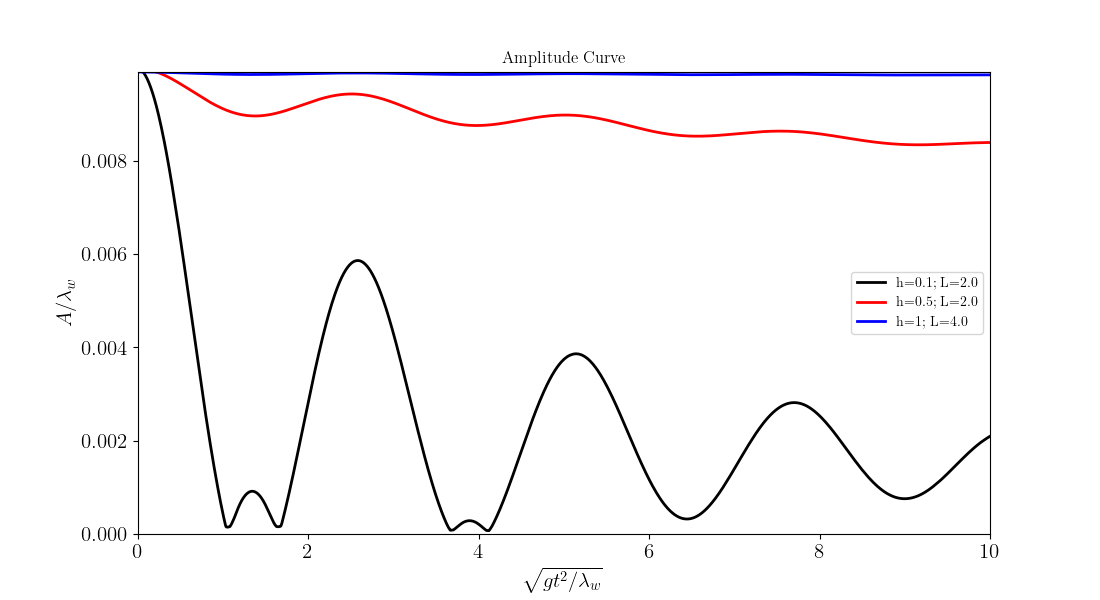 Amplitude Curve
A/λ_w
0.008
0.006
0.004
0.002
0.000
h=0.1; L=2.0
h=0.5; L=2.0
h=1; L=4.0
0 2 4 6 8 10
√gt²/λ_w